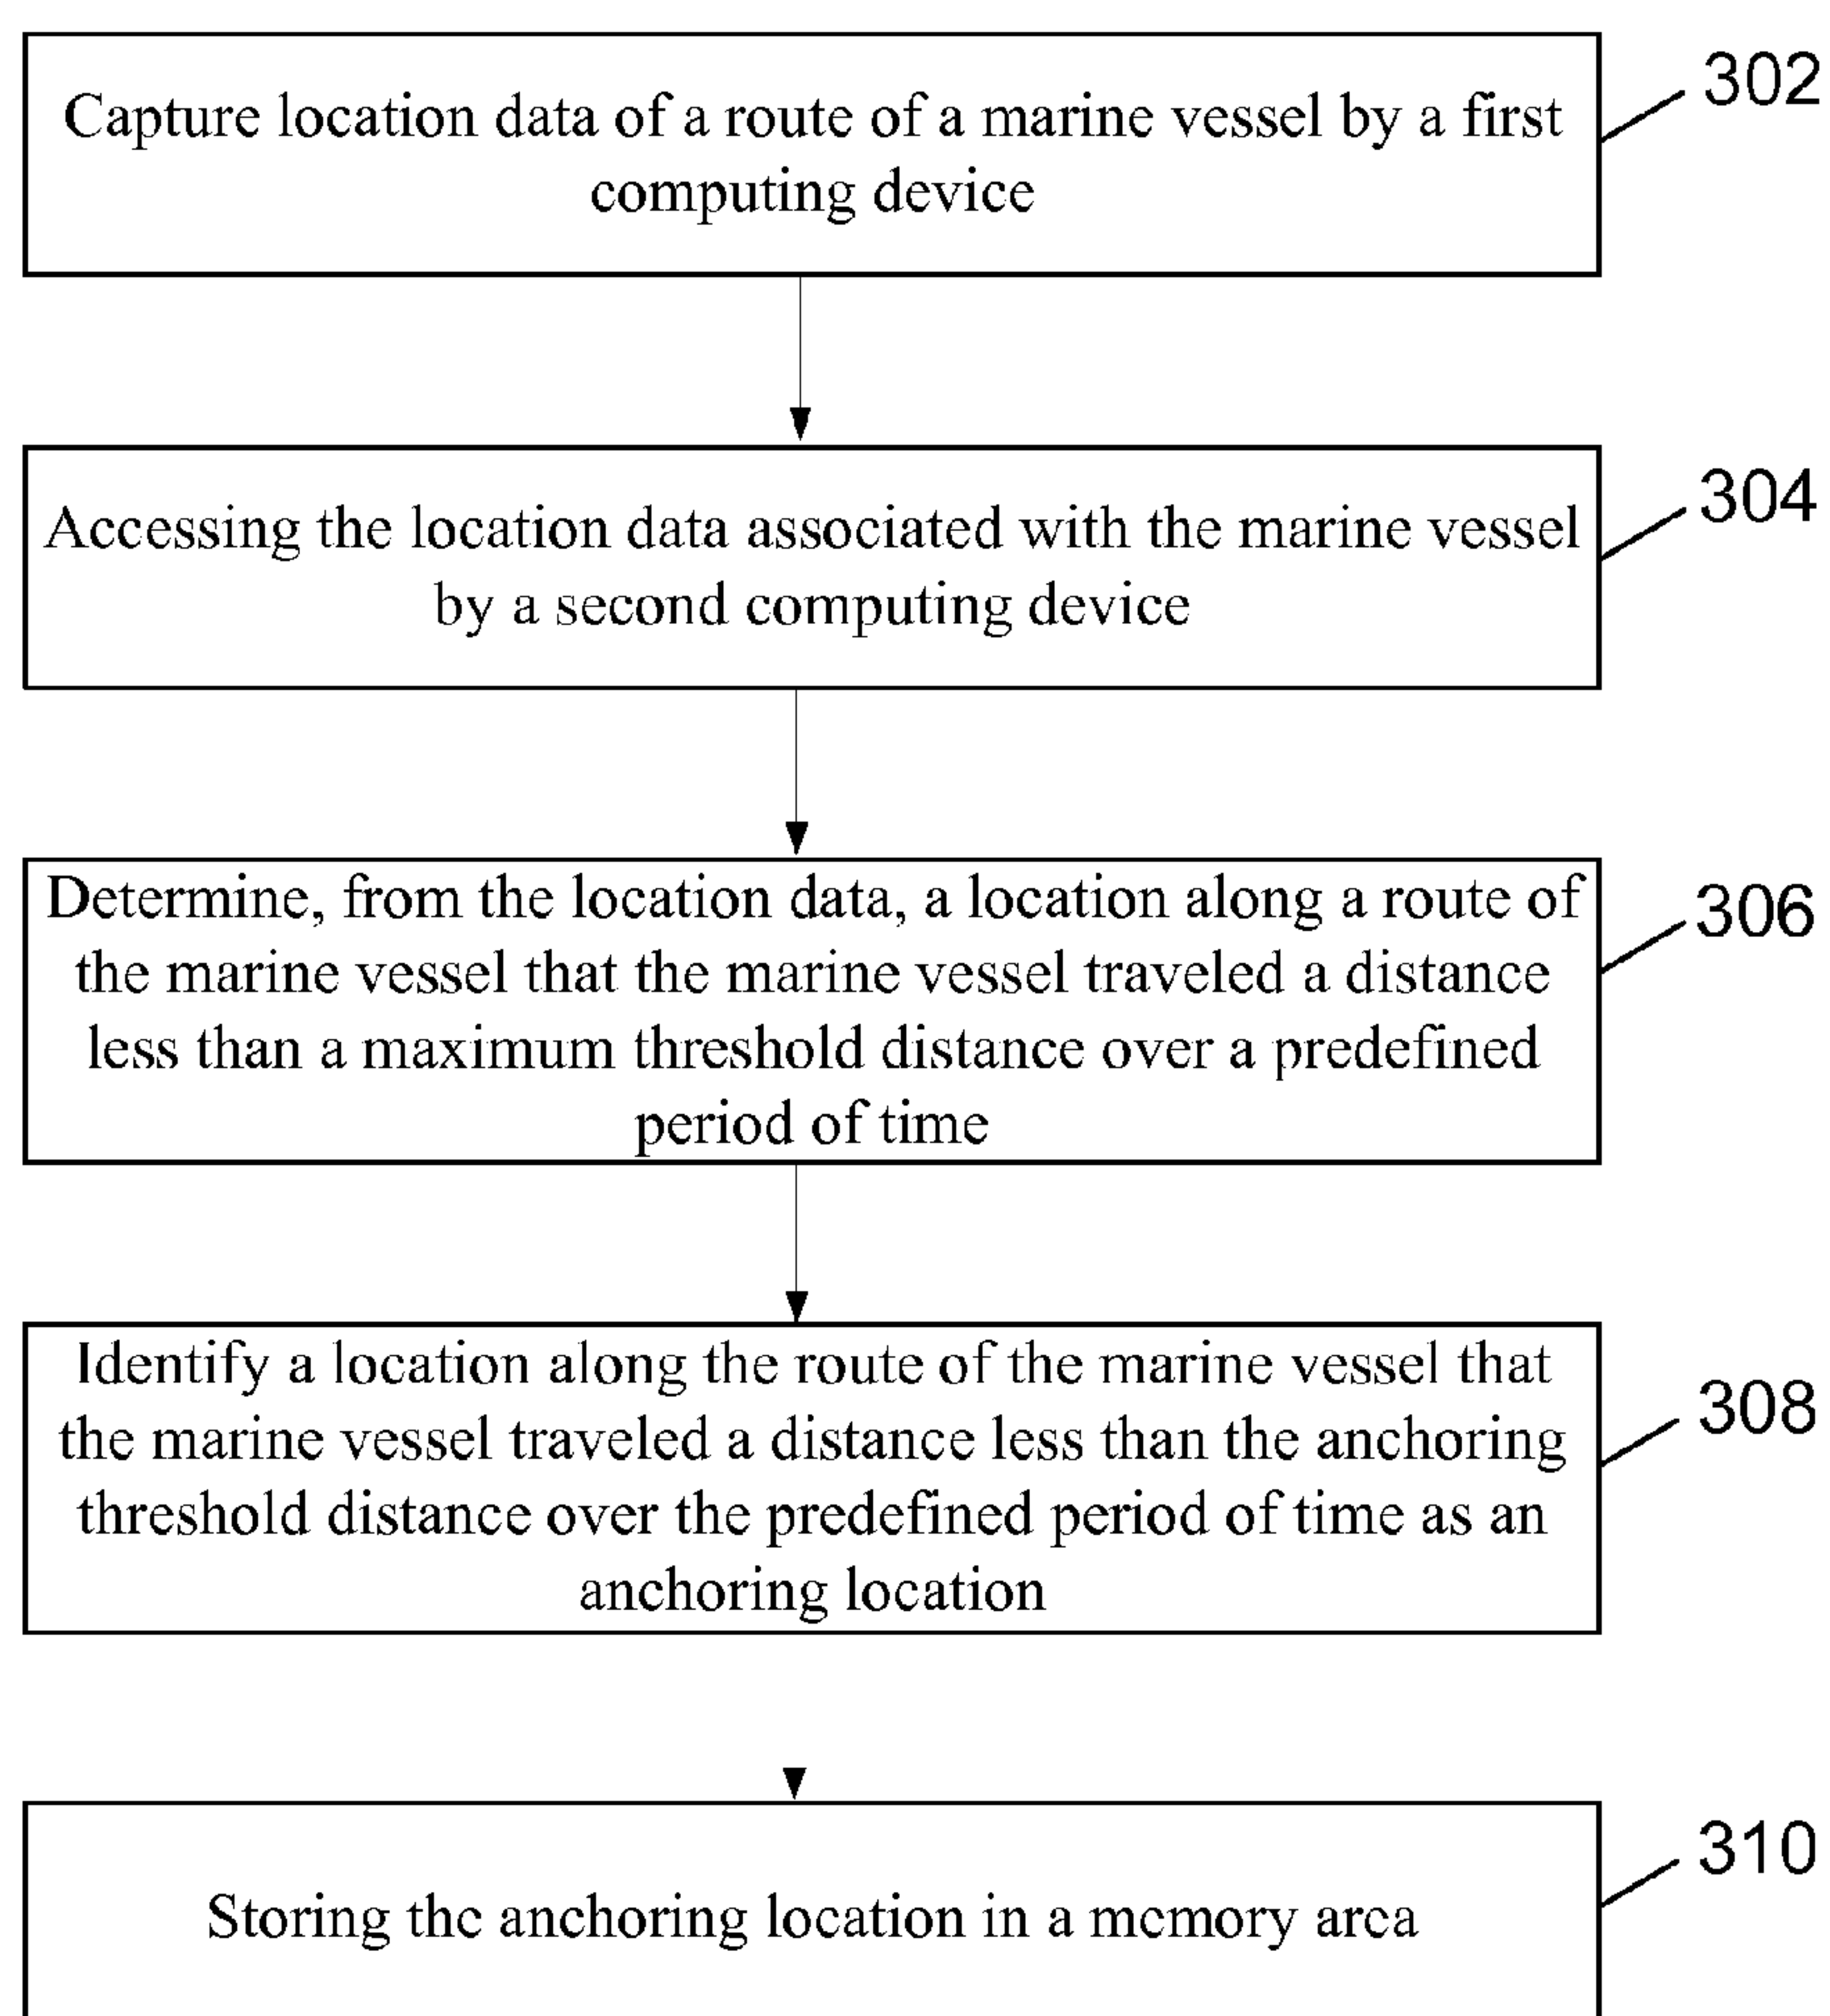 Capture location data of a route of a marine vessel by a first
computing device
302
Accessing the location data associated with the marine vessel
by a second computing device
304
Determine, from the location data, a location along a route of
the marine vessel that the marine vessel traveled a distance
less than a maximum threshold distance over a predefined
period of time
306
Identify a location along the route of the marine vessel that
the marine vessel traveled a distance less than the anchoring
threshold distance over the predefined period of time as an
anchoring location
308
Storing the anchoring location in a memory area
310